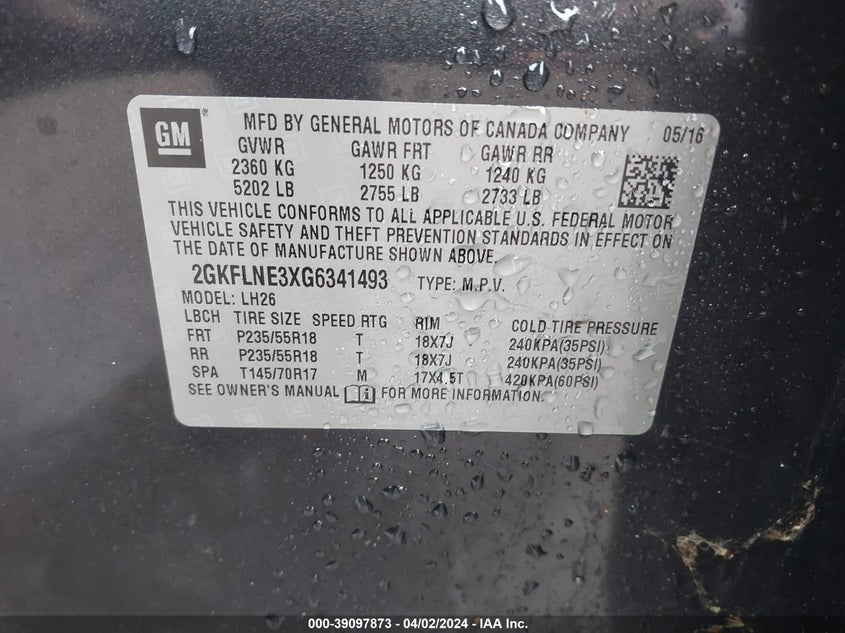 GM ®
MFD BY GENERAL MOTORS OF CANADA COMPANY 05/16
GVWR GAWR FRT GAWR RR
2360 KG 1250 KG 1240 KG
5202 LB 2755 LB 2733 LB
THIS VEHICLE CONFORMS TO ALL APPLICABLE U.S. FEDERAL MOTOR
VEHICLE SAFETY AND THEFT PREVENTION STANDARDS IN EFFECT ON
THE DATE OF MANUFACTURE SHOWN ABOVE.
2GKFLNE3XG6341493 TYPE: M.P.V.
MODEL: LH26
LBCH TIRE SIZE SPEED RTG RIM COLD TIRE PRESSURE
FRT P235/55R18 T 18X7J 240KPA(35PSI)
RR P235/55R18 T 18X7J 240KPA(35PSI)
SPA T145/70R17 M 17X4.5T 420KPA(60PSI)
SEE OWNER'S MANUAL FOR MORE INFORMATION.
000-39097873 - 04/02/2024 - IAA Inc.